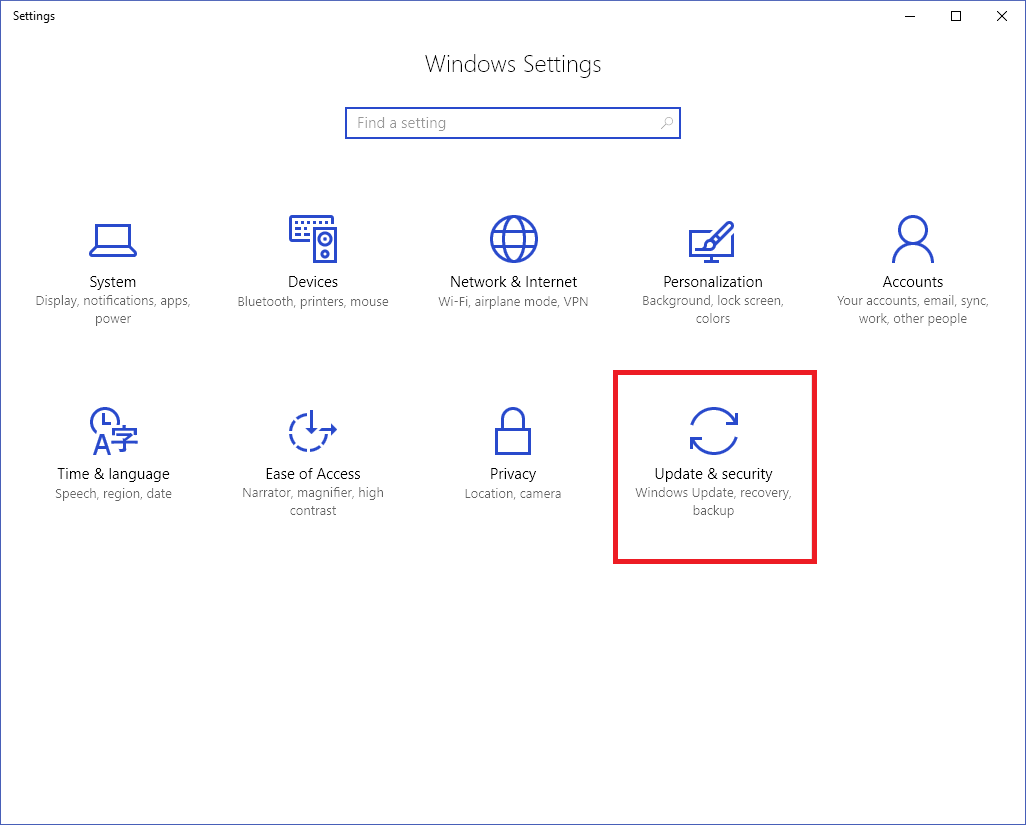 Settings
Windows Settings
Find a setting
System
Display, notifications, apps,
power
Devices
Bluetooth, printers, mouse
Network & Internet
Wi-Fi, airplane mode, VPN
Personalization
Background, lock screen,
colors
Accounts
Your accounts, email, sync,
work, other people
A字
Time & language
Speech, region, date
Ease of Access
Narrator, magnifier, high
contrast
Privacy
Location, camera
Update & security
Windows Update, recovery,
backup